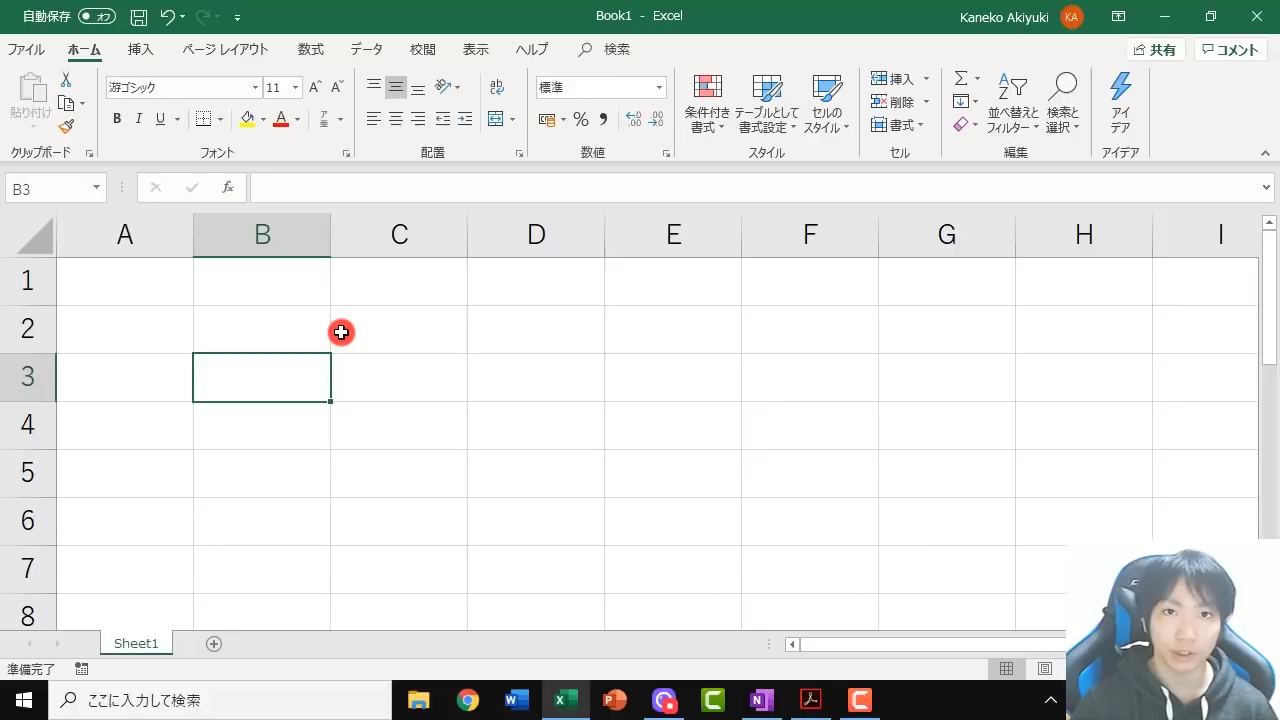 自動保存 オフ Book1 - Excel Kaneko Akiyuki KA
ファイル ホーム 挿入 ページ レイアウト 数式 データ 校閲 表示 ヘルプ 検索 共有 コメント
貼り付け 游ゴシック 11 A A 標準 条件付き テーブルとして セルの 挿入 並べ替えと 検索と アイ
書式 書式設定 スタイル 削除 フィルター 選択 デア
B I U A % 書式
クリップボード フォント 配置 数値 スタイル セル 編集 アイデア
B3 fx
A B C D E F G H I
1
2
3
4
5
6
7
8
Sheet1
準備完了
ここに入力して検索